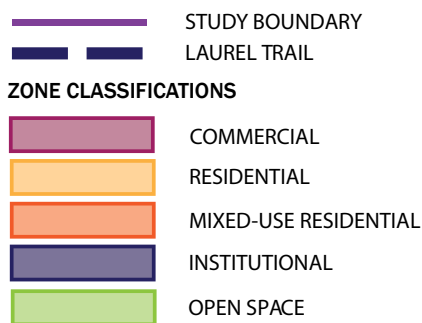 STUDY BOUNDARY
LAUREL TRAIL
ZONE CLASSIFICATIONS
COMMERCIAL
RESIDENTIAL
MIXED-USE RESIDENTIAL
INSTITUTIONAL
OPEN SPACE